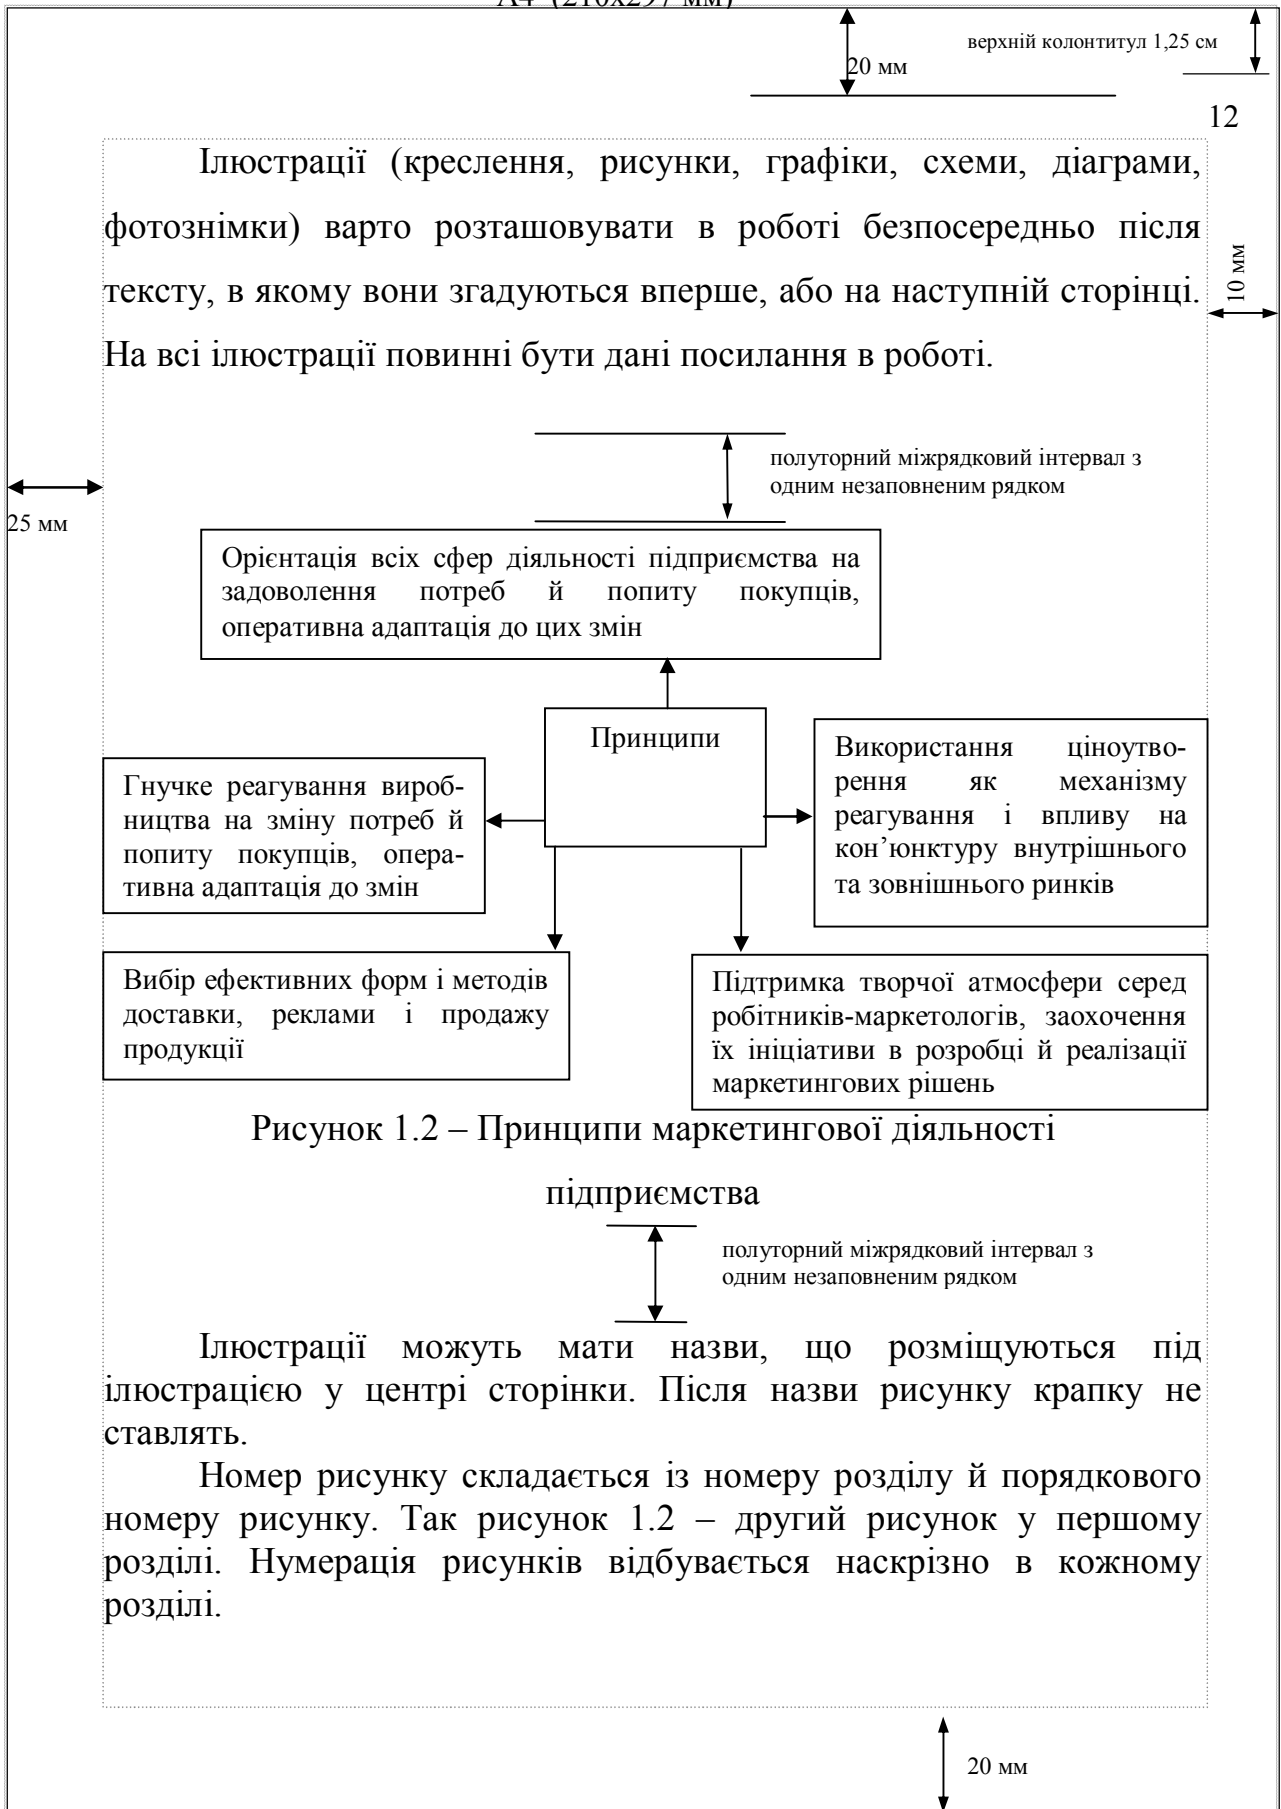 А4 (210х297 мм)
верхній колонтитул 1,25 см
20 мм
12
Ілюстрації (креслення, рисунки, графіки, схеми, діаграми,
фотознімки) варто розташовувати в роботі безпосередньо після
тексту, в якому вони згадуються вперше, або на наступній сторінці.
На всі ілюстрації повинні бути дані посилання в роботі.
10 мм
полуторний міжрядковий інтервал з
одним незаповненим рядком
25 мм
Орієнтація всіх сфер діяльності підприємства на
задоволення потреб й попиту покупців,
оперативна адаптація до цих змін
Принципи
Гнучке реагування вироб-
ництва на зміну потреб й
попиту покупців, опера-
тивна адаптація до змін
Використання ціноутво-
рення як механізму
реагування і впливу на
кон’юнктуру внутрішнього
та зовнішнього ринків
Вибір ефективних форм і методів
доставки, реклами і продажу
продукції
Підтримка творчої атмосфери серед
робітників-маркетологів, заохочення
їх ініціативи в розробці й реалізації
маркетингових рішень
Рисунок 1.2 – Принципи маркетингової діяльності
підприємства
полуторний міжрядковий інтервал з
одним незаповненим рядком
Ілюстрації можуть мати назви, що розміщуються під
ілюстрацією у центрі сторінки. Після назви рисунку крапку не
ставлять.
Номер рисунку складається із номеру розділу й порядкового
номеру рисунку. Так рисунок 1.2 – другий рисунок у першому
розділі. Нумерація рисунків відбувається наскрізно в кожному
розділі.
20 мм